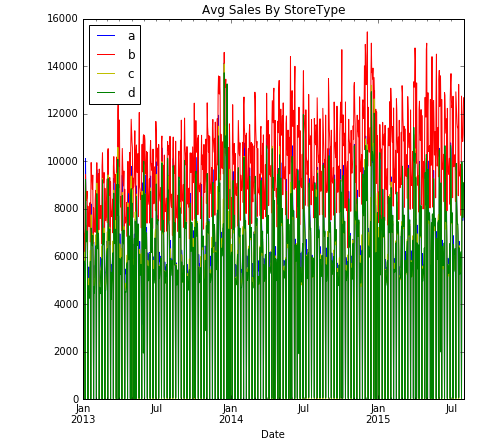 Avg Sales By StoreType
16000
14000
12000
10000
8000
6000
4000
2000
0
a
b
c
d
Jan Jul Jan Jul Jan Jul
2013 2014 2015
Date